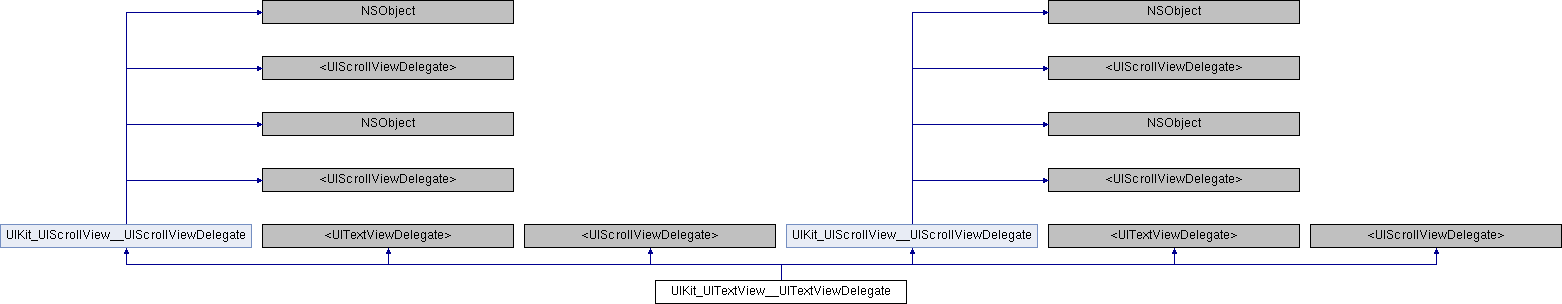 NSObject
NSObject
<UIScrollViewDelegate>
<UIScrollViewDelegate>
NSObject
NSObject
<UIScrollViewDelegate>
<UIScrollViewDelegate>
UIKit_UIScrollView__UIScrollViewDelegate
<UITextViewDelegate>
<UIScrollViewDelegate>
UIKit_UIScrollView__UIScrollViewDelegate
<UITextViewDelegate>
<UIScrollViewDelegate>
UIKit_UITextView__UITextViewDelegate